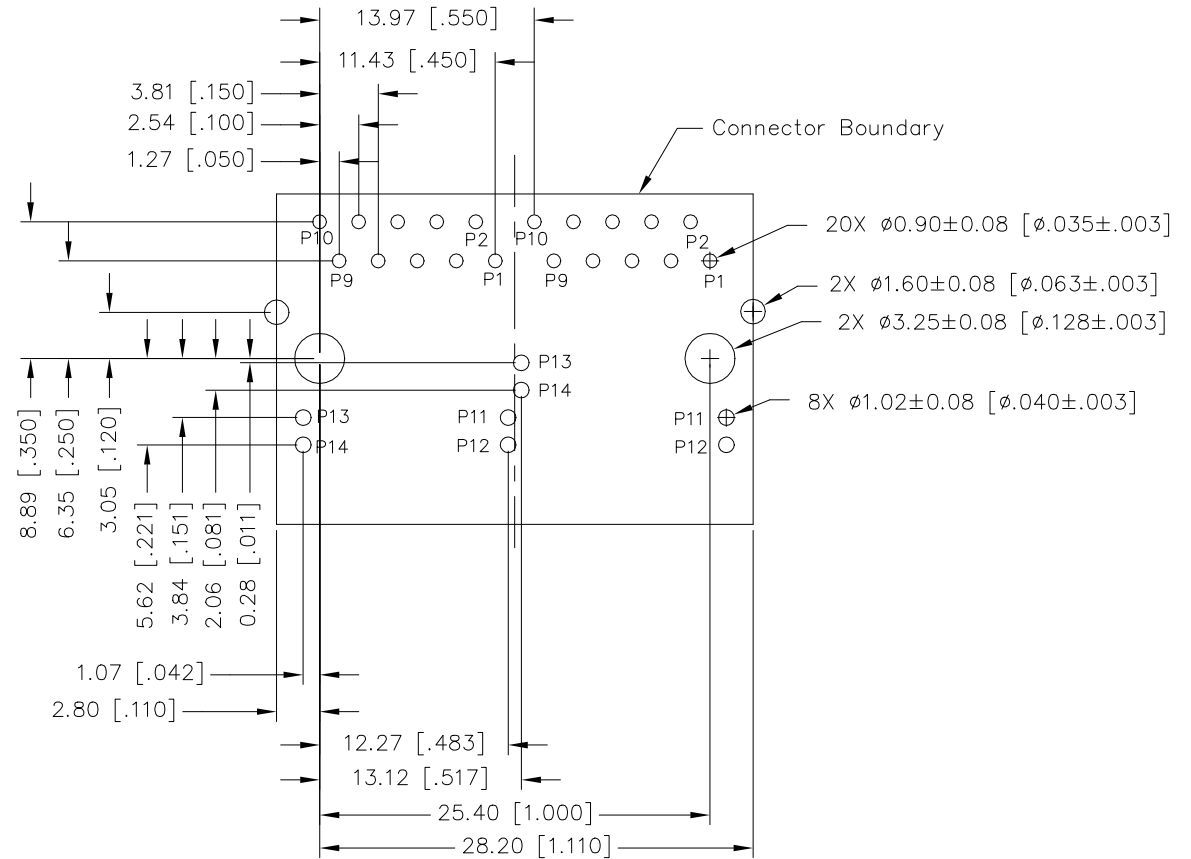 13.97 [.550]
11.43 [.450]
3.81 [.150]
2.54 [.100]
1.27 [.050]
Connector Boundary
P10
P2
P10
P2
20X ⌀0.90±0.08 [⌀.035±.003]
P9
P1
P9
P1
2X ⌀1.60±0.08 [⌀.063±.003]
2X ⌀3.25±0.08 [⌀.128±.003]
P13
P14
8X ⌀1.02±0.08 [⌀.040±.003]
P13
P11
P11
P14
P12
P12
8.89 [.350]
6.35 [.250]
3.05 [.120]
5.62 [.221]
3.84 [.151]
2.06 [.081]
0.28 [.011]
1.07 [.042]
2.80 [.110]
12.27 [.483]
13.12 [.517]
25.40 [1.000]
28.20 [1.110]